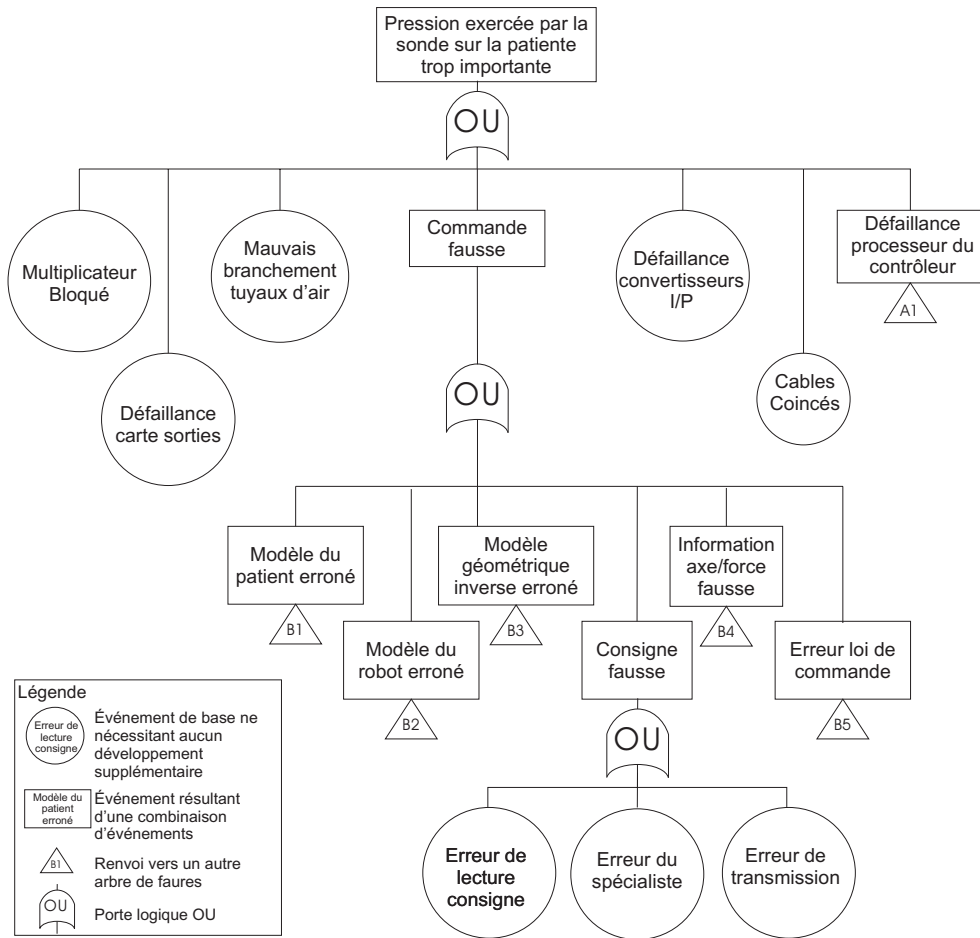 Pression exercée par la
sonde sur la patiente
trop importante
OU
Multiplicateur
Bloqué
Défaillance
carte sorties
Mauvais
branchement
tuyaux d'air
Commande
fausse
Défaillance
convertisseurs
I/P
Cables
Coincés
Défaillance
processeur du
contrôleur
A1
OU
Modèle du
patient erroné
B1
Modèle du
robot erroné
B2
Modèle
géométrique
inverse erroné
B3
Consigne
fausse
Information
axe/force
fausse
B4
Erreur loi de
commande
B5
OU
Erreur de
lecture
consigne
Erreur du
spécialiste
Erreur de
transmission
Légende
Erreur de
lecture
consigne
Événement de base ne
nécessitant aucun
développement
supplémentaire
Modèle du
patient
erroné
Événement résultant
d'une combinaison
d'événements
B1
Renvoi vers un autre
arbre de faures
OU
Porte logique OU